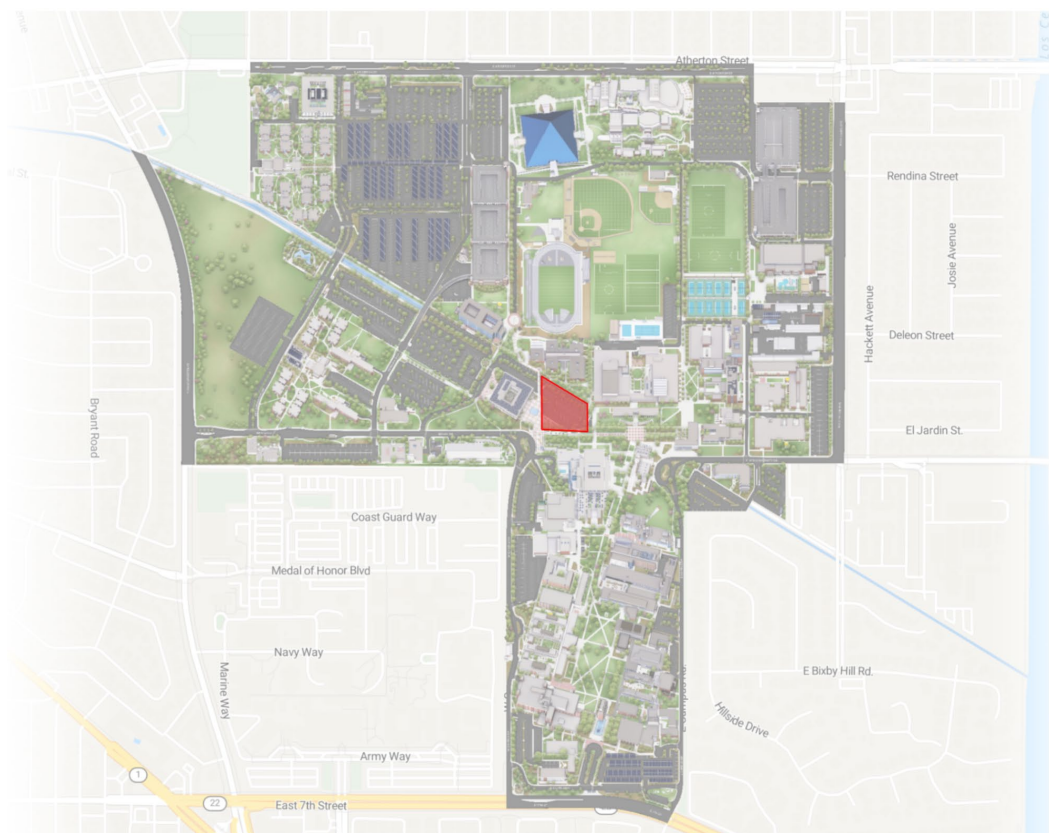 Atherton Street
Rendina Street
Josie Avenue
Hackett Avenue
Deleon Street
El Jardin St.
Bryant Road
Coast Guard Way
Medal of Honor Blvd
Navy Way
Marine Way
E Bixby Hill Rd.
Hillside Drive
Army Way
1
22
East 7th Street